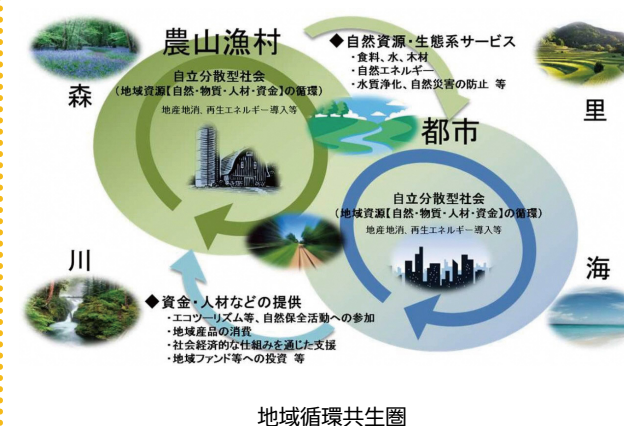 農山漁村
自立分散型社会
(地域資源【自然・物質・人材・資金】の循環)
地産地消、再生エネルギー導入等
◆自然資源・生態系サービス
・食料、水、木材
・自然エネルギー
・水質浄化、自然災害の防止 等
森
里
都市
自立分散型社会
(地域資源【自然・物質・人材・資金】の循環)
地産地消、再生エネルギー導入等
川
海
◆資金・人材などの提供
・エコツーリズム等、自然保全活動への参加
・地域産品の消費
・社会経済的な仕組みを通じた支援
・地域ファンド等への投資 等
地域循環共生圏